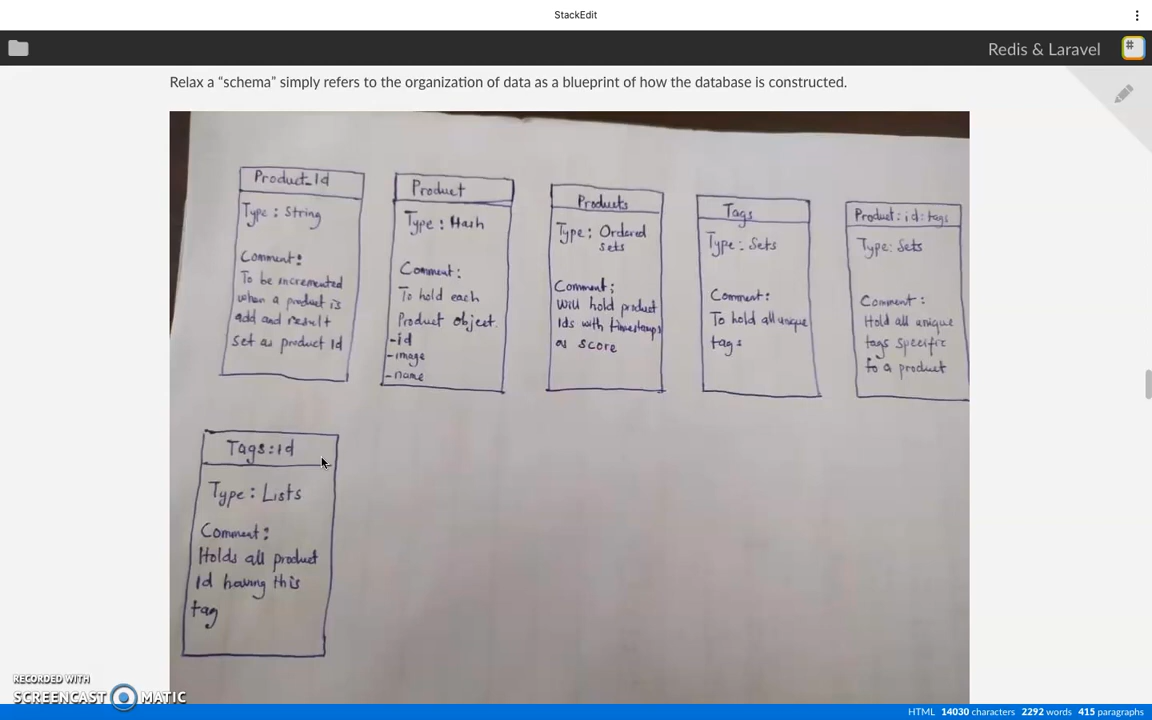 StackEdit
Redis & Laravel
#
Relax a “schema” simply refers to the organization of data as a blueprint of how the database is constructed.
Product_Id
Type : String
Comment:
To be incremented
when a product is
add and result
set as product Id
Product
Type : Hash
Comment:
To hold each
Product object.
-id
-image
-name
Products
Type : Ordered
sets
Comment:
Will hold product
Ids with timestamps
as score
Tags
Type : Sets
Comment:
To hold all unique
tags
Product:id:tags
Type: Sets
Comment:
Hold all unique
tags specific
to a product
Tags:id
Type : Lists
Comment:
Holds all product
Id having this
tag
RECORDED WITH
SCREENCAST MATIC
HTML 14030 characters 2292 words 415 paragraphs